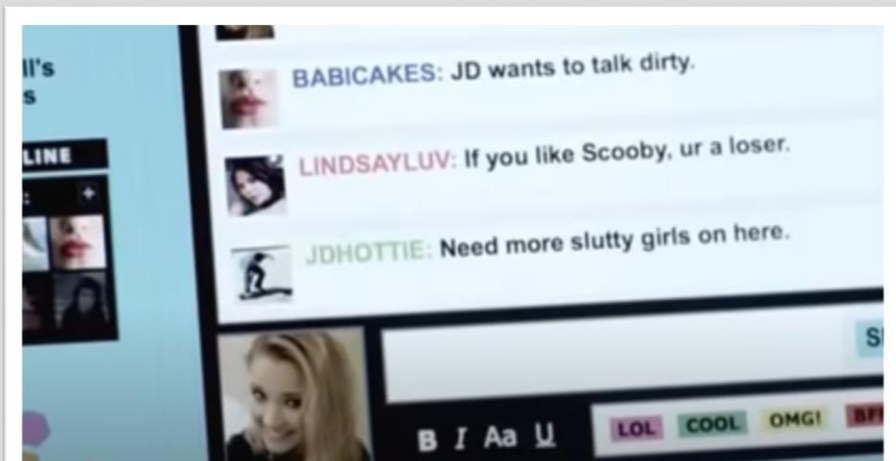 ll's
s
LINE
BABICAKES: JD wants to talk dirty.
LINDSAYLUV: If you like Scooby, ur a loser.
JDHOTTIE: Need more slutty girls on here.
B I Aa U
LOL COOL OMG!